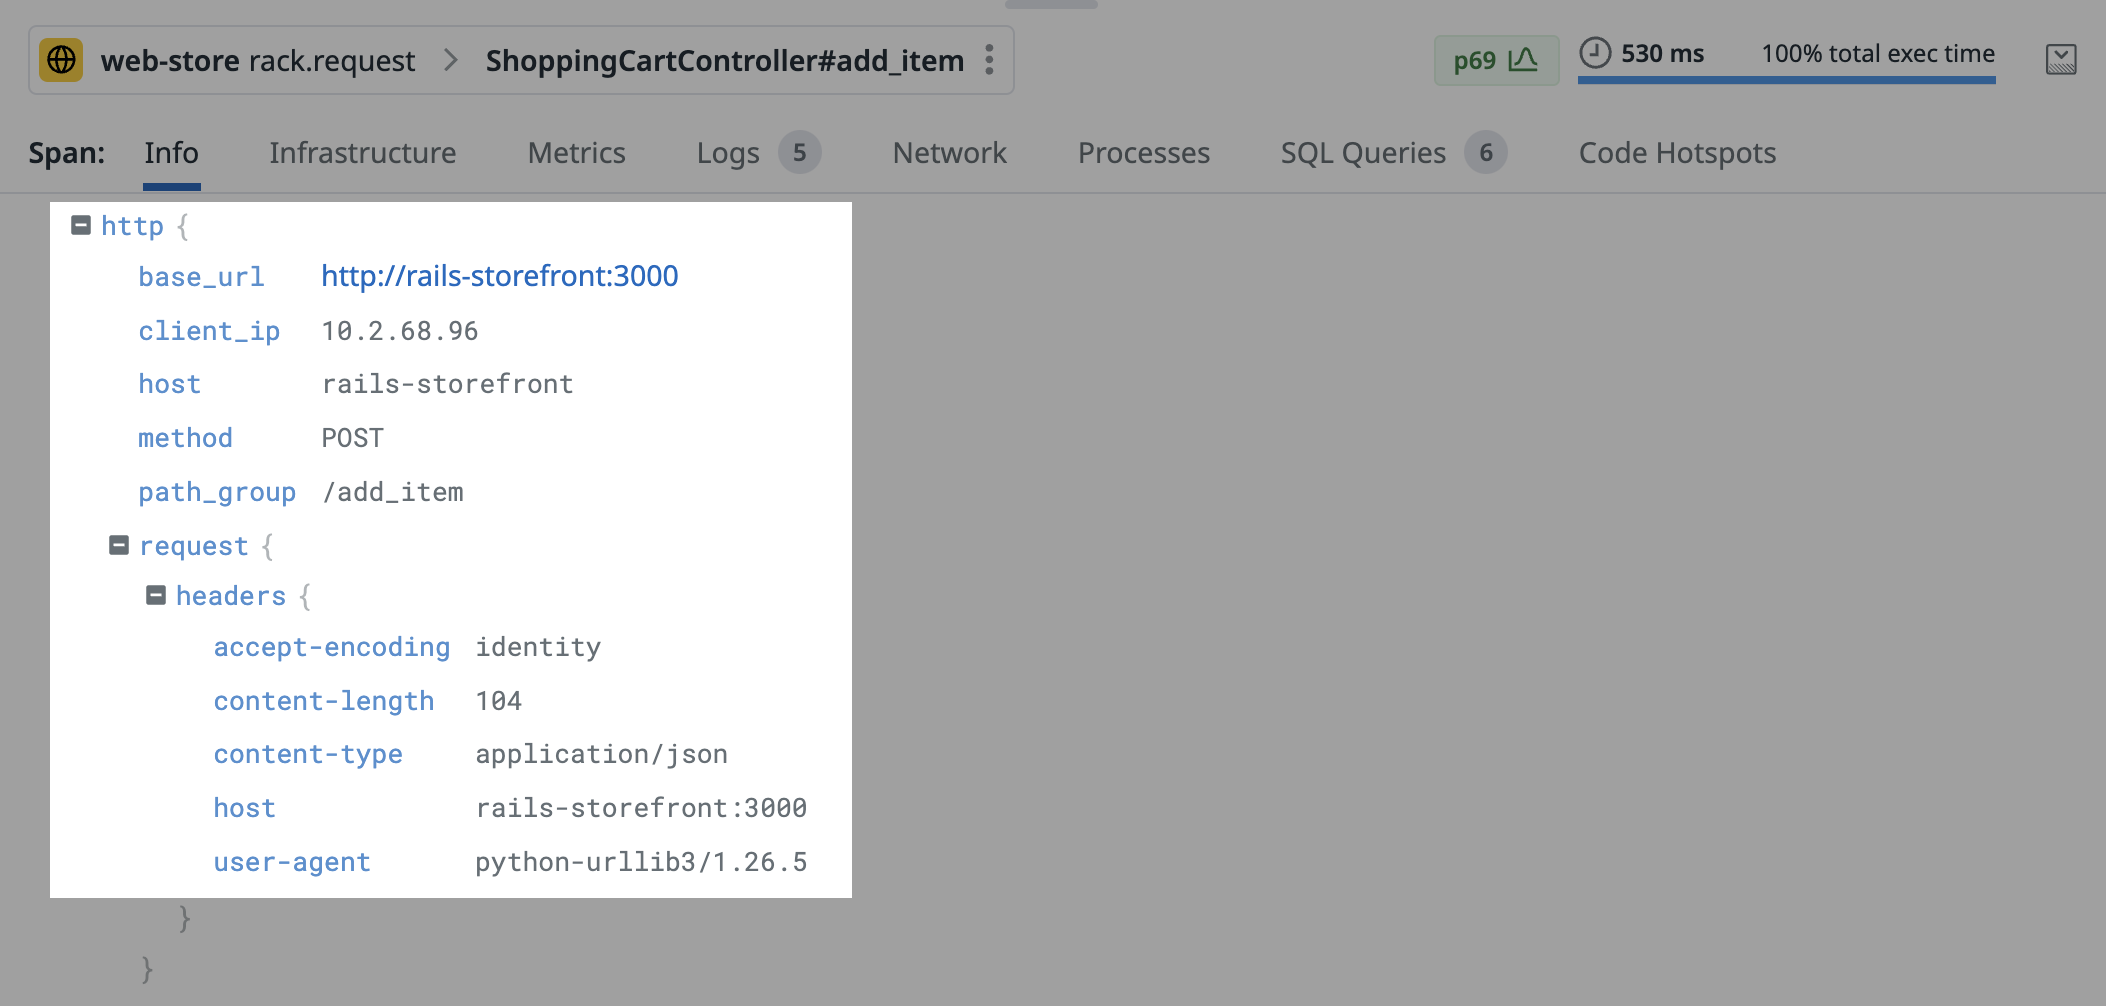 web-store rack.request > ShoppingCartController#add_item
p69 530 ms 100% total exec time
Span: Info Infrastructure Metrics Logs 5 Network Processes SQL Queries 6 Code Hotspots
http {
base_url http://rails-storefront:3000
client_ip 10.2.68.96
host rails-storefront
method POST
path_group /add_item
request {
headers {
accept-encoding identity
content-length 104
content-type application/json
host rails-storefront:3000
user-agent python-urllib3/1.26.5
}
}